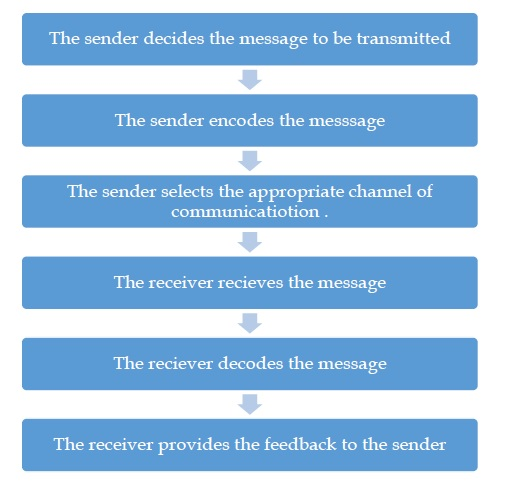 The sender decides the message to be transmitted
The sender encodes the messsage
The sender selects the appropriate channel of
communicatiotion .
The receiver recieves the message
The reciever decodes the message
The receiver provides the feedback to the sender